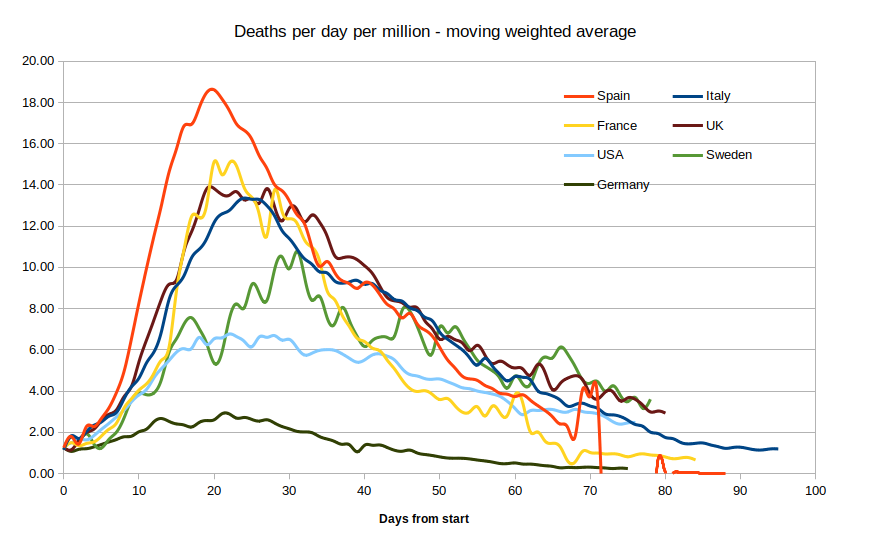 Deaths per day per million - moving weighted average
20.00
18.00
16.00
14.00
12.00
10.00
8.00
6.00
4.00
2.00
0.00
Spain Italy
France UK
USA Sweden
Germany
0 10 20 30 40 50 60 70 80 90 100
Days from start